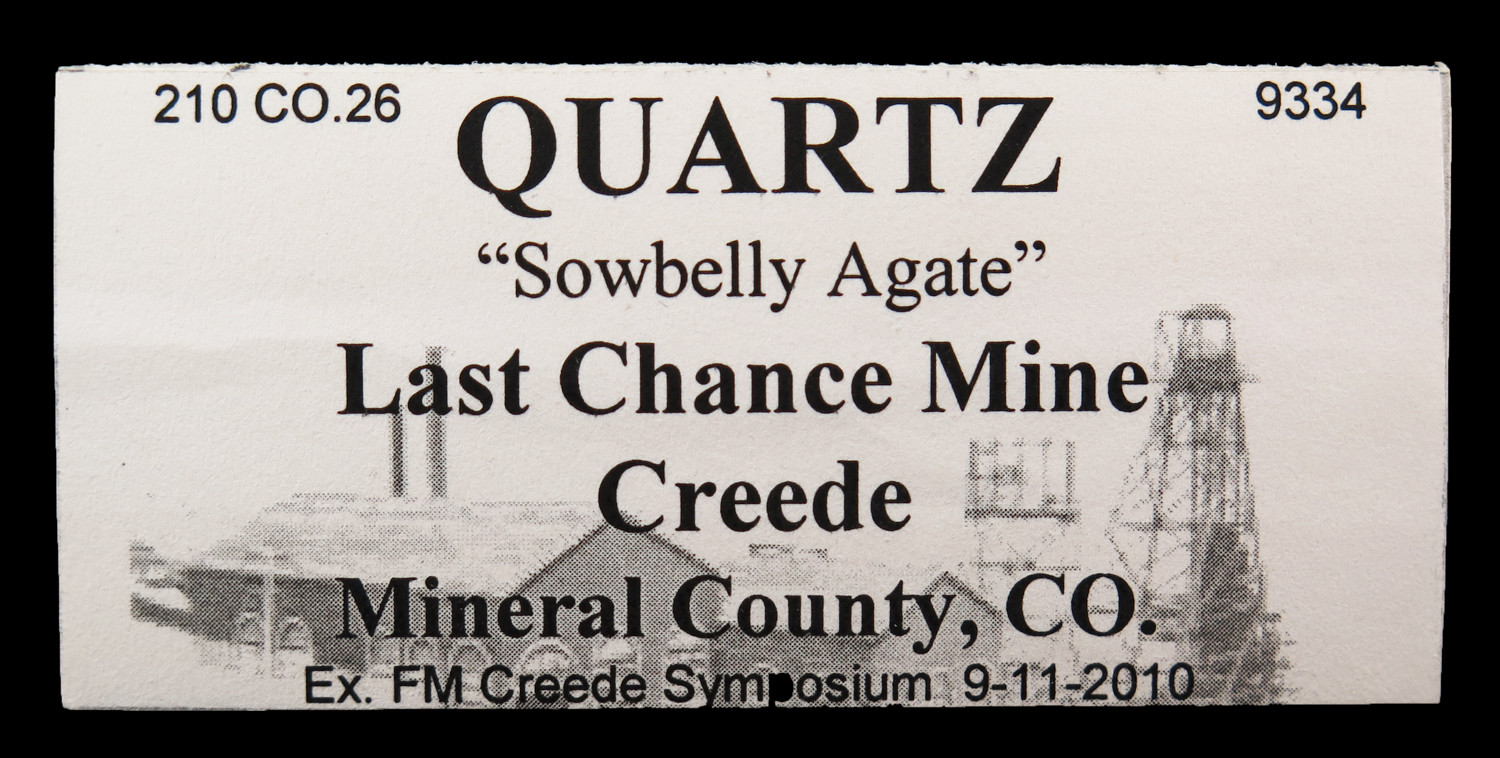 210 CO.26
9334
QUARTZ
“Sowbelly Agate”
Last Chance Mine
Creede
Mineral County, CO.
Ex. FM Creede Symposium 9-11-2010